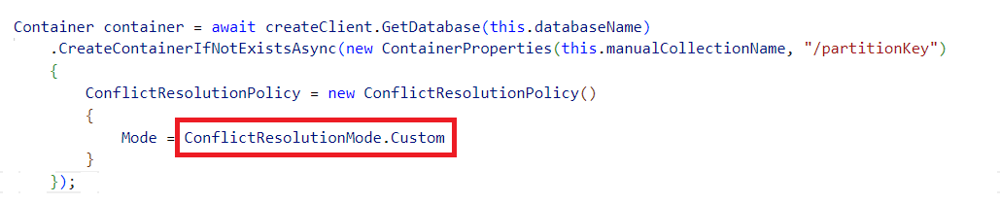 Container container = await createClient.GetDatabase(this.databaseName)
.CreateContainerIfNotExistsAsync(new ContainerProperties(this.manualCollectionName, "/partitionKey")
{
ConflictResolutionPolicy = new ConflictResolutionPolicy()
{
Mode = ConflictResolutionMode.Custom
}
});